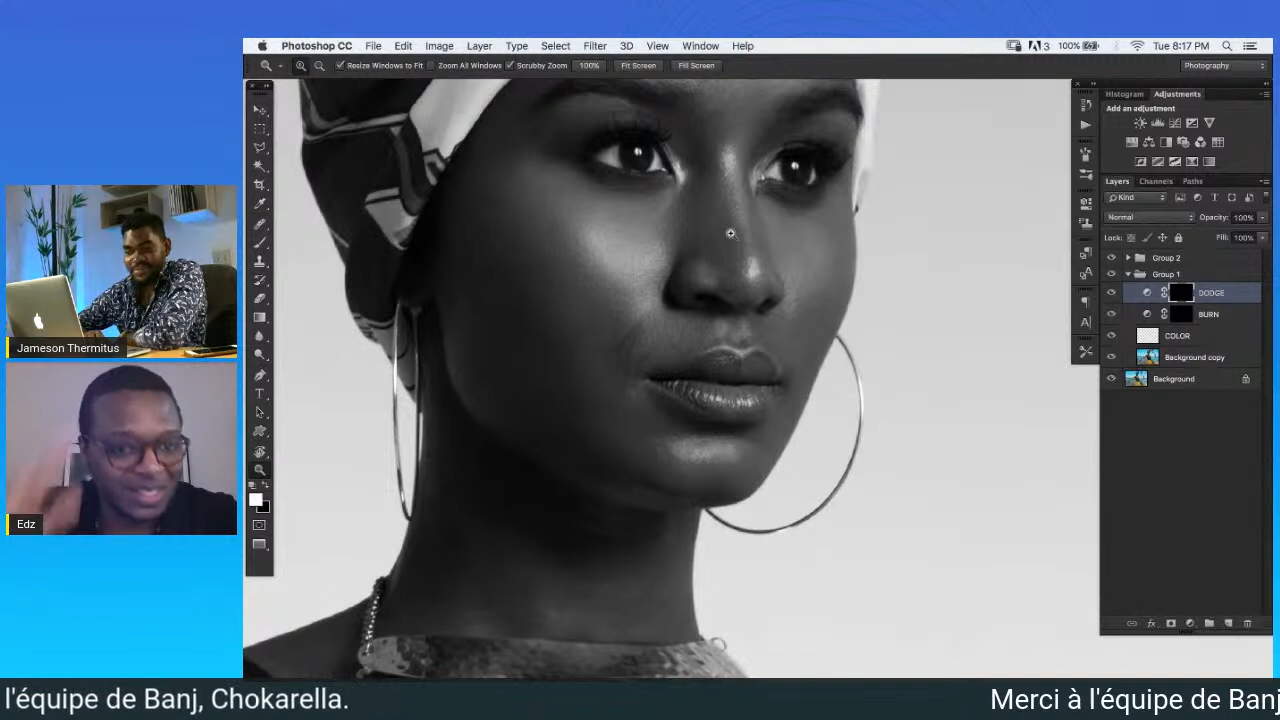 Photoshop CC File Edit Image Layer Type Select Filter 3D View Window Help
3 100% Tue 8:17 PM
Resize Windows to Fit Zoom All Windows Scrubby Zoom 100% Fit Screen Fill Screen Photography
Histogram Adjustments
Add an adjustment
Layers Channels Paths
Kind
Normal Opacity: 100%
Lock: Fill: 100%
Group 2
Group 1
DODGE
BURN
COLOR
Background copy
Background
Jameson Thermitus
Edz
l'équipe de Banj, Chokarella. Merci à l'équipe de Banj